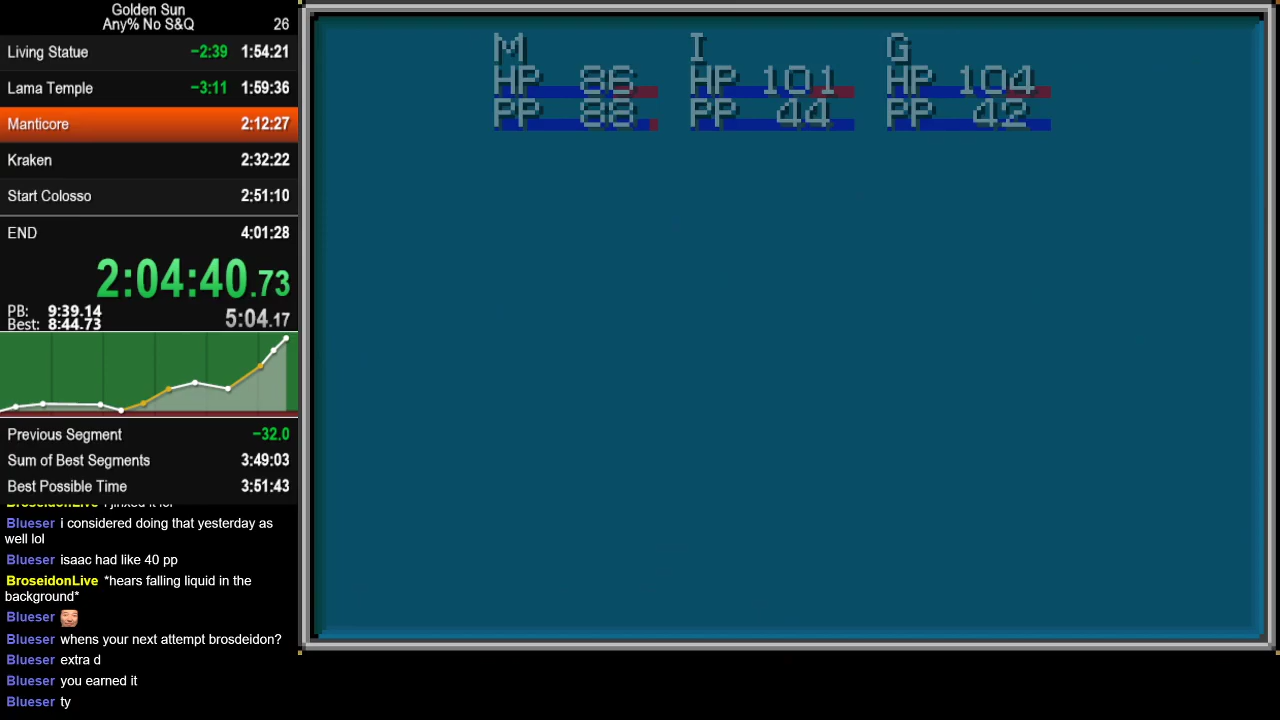 Golden Sun
Any% No S&Q 26
Living Statue −2:39 1:54:21
Lama Temple −3:11 1:59:36
Manticore 2:12:27
Kraken 2:32:22
Start Colosso 2:51:10
END 4:01:28
2:04:40.73
PB: 9:39.14
Best: 8:44.73
5:04.17
Previous Segment −32.0
Sum of Best Segments 3:49:03
Best Possible Time 3:51:43
BroseidonLive i jinxed it lol
Blueser i considered doing that yesterday as
well lol
Blueser isaac had like 40 pp
BroseidonLive *hears falling liquid in the
background*
Blueser
Blueser whens your next attempt brosdeidon?
Blueser extra d
Blueser you earned it
Blueser ty
M I G
HP 86 HP 101 HP 104
PP 88 PP 44 PP 42